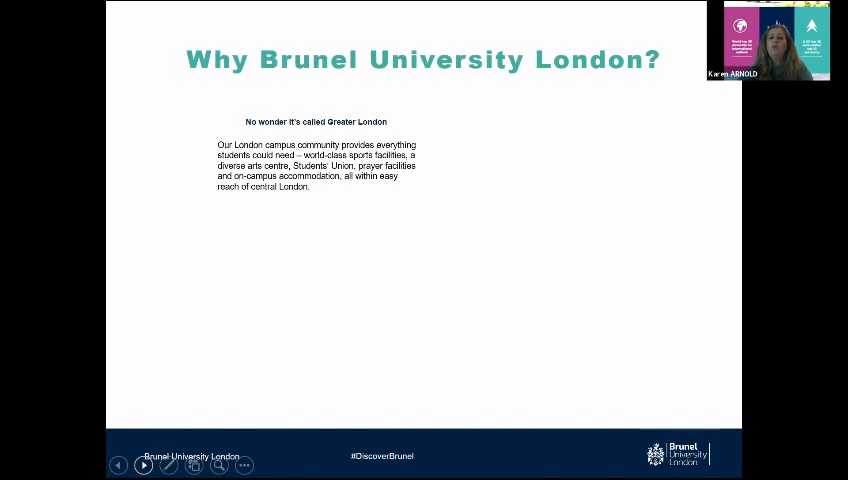 Why Brunel University London?
Karen ARNOLD
No wonder it's called Greater London
Our London campus community provides everything
students could need – world-class sports facilities, a
diverse arts centre, Students' Union, prayer facilities
and on-campus accommodation, all within easy
reach of central London.
Brunel University London
#DiscoverBrunel
Brunel
University
London